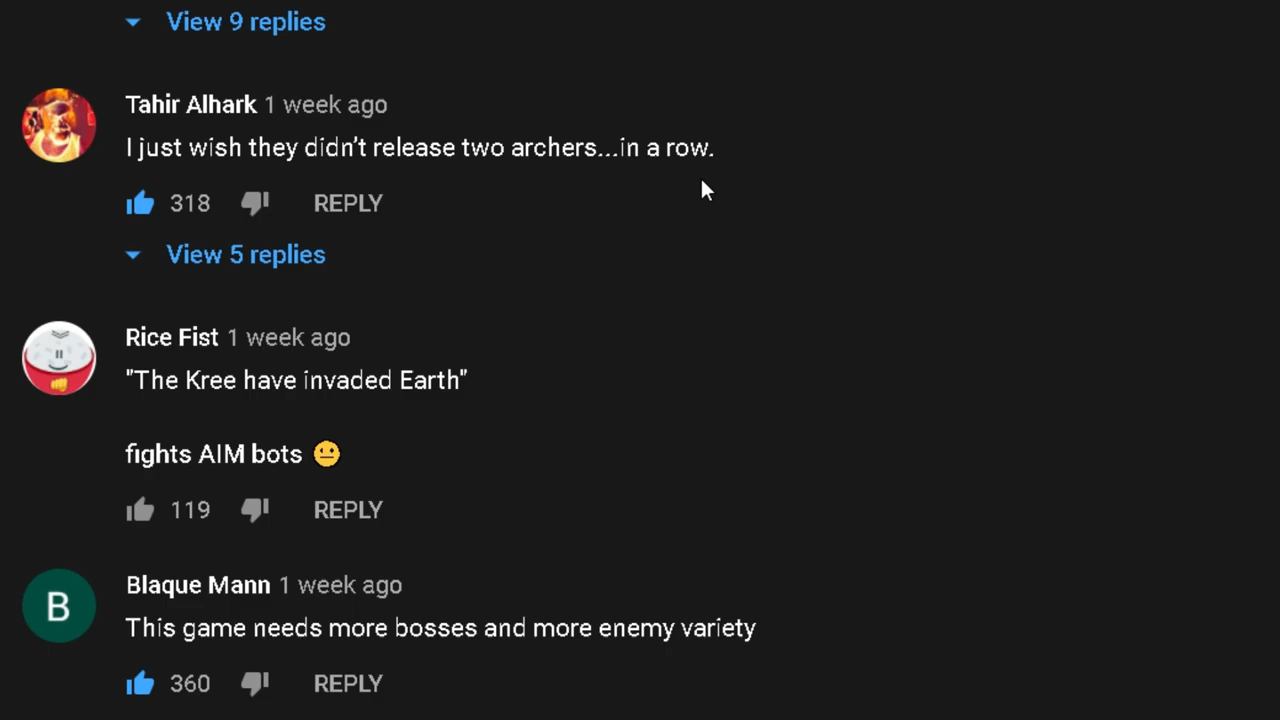 View 9 replies
Tahir Alhark 1 week ago
I just wish they didn't release two archers...in a row.
318 REPLY
View 5 replies
Rice Fist 1 week ago
"The Kree have invaded Earth"
fights AIM bots 😐
119 REPLY
B
Blaque Mann 1 week ago
This game needs more bosses and more enemy variety
360 REPLY